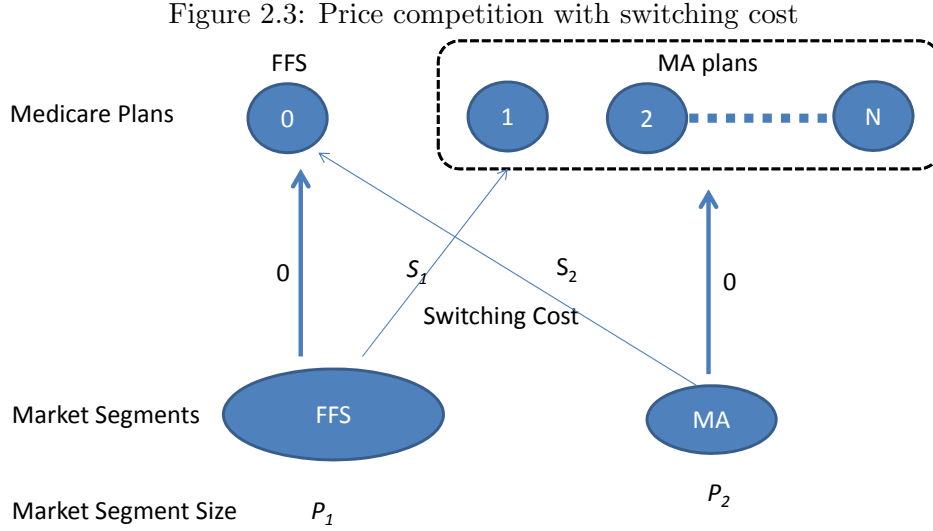 Figure 2.3: Price competition with switching cost
FFS
MA plans
Medicare Plans
0
1
2
N
0
S1
S2
0
Switching Cost
Market Segments
FFS
MA
Market Segment Size
P1
P2